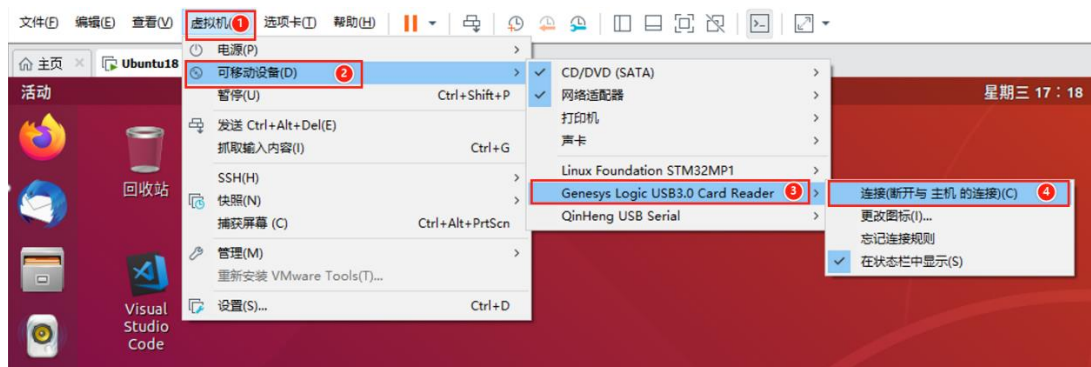 文件(F) 编辑(E) 查看(V) 虚拟机( 1 选项卡(T) 帮助(H)
主页 Ubuntu18
活动 星期三 17：18
回收站
Visual
Studio
Code
电源(P)
可移动设备(D) 2
暂停(U) Ctrl+Shift+P
发送 Ctrl+Alt+Del(E)
抓取输入内容(I) Ctrl+G
SSH(H)
快照(N)
捕获屏幕 (C) Ctrl+Alt+PrtScn
管理(M)
重新安装 VMware Tools(T)...
设置(S)... Ctrl+D
CD/DVD (SATA)
网络适配器
打印机
声卡
Linux Foundation STM32MP1
Genesys Logic USB3.0 Card Reader 3
QinHeng USB Serial
连接(断开与 主机 的连接)(C) 4
更改图标(I)...
忘记连接规则
在状态栏中显示(S)